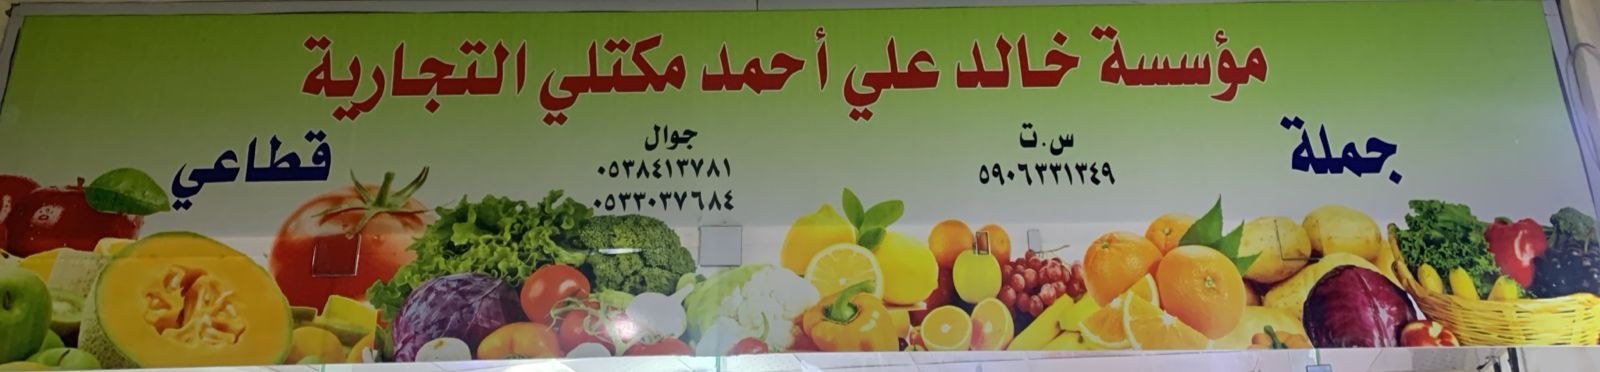 مؤسسة خالد علي أحمد مكتلي التجارية
جملة
س.ت
٥٩٠٦٣٣١٣٤٩
جوال
٠٥٣٨٤١٣٧٨١
٠٥٣٣٠٣٧٦٨٤
قطاعي